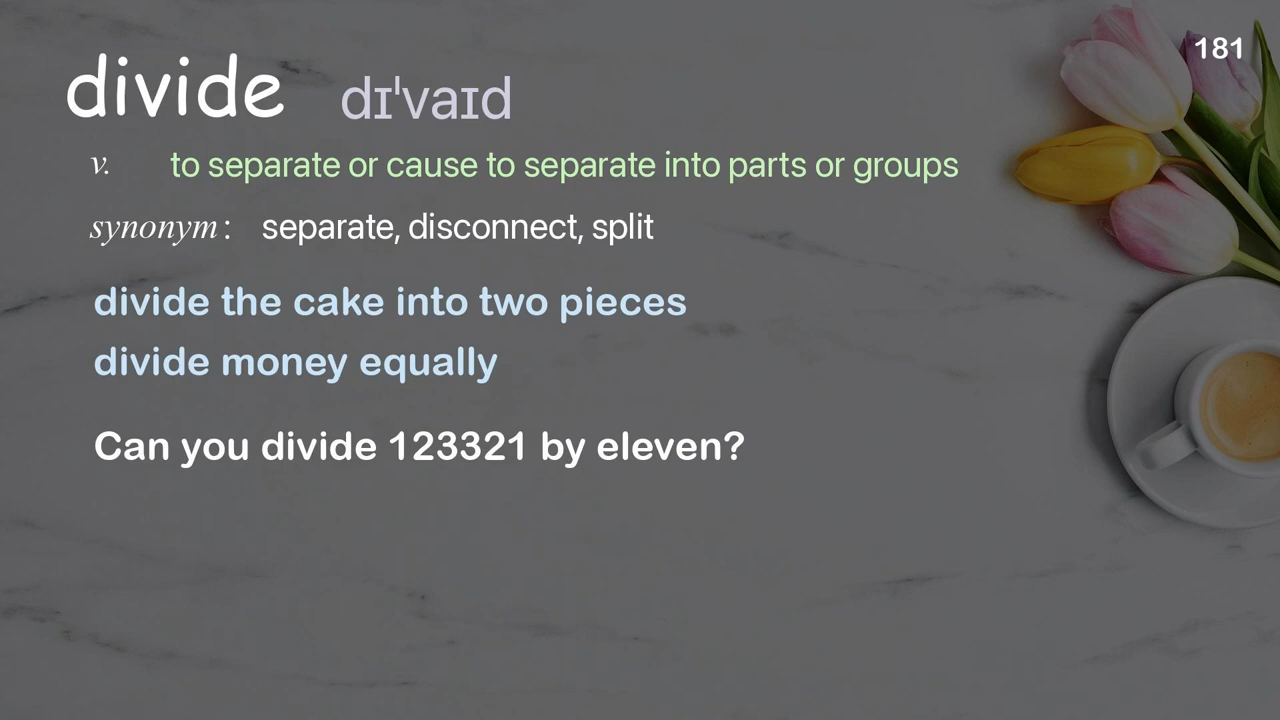 181
divide dɪˈvaɪd
v. to separate or cause to separate into parts or groups
synonym: separate, disconnect, split
divide the cake into two pieces
divide money equally
Can you divide 123321 by eleven?